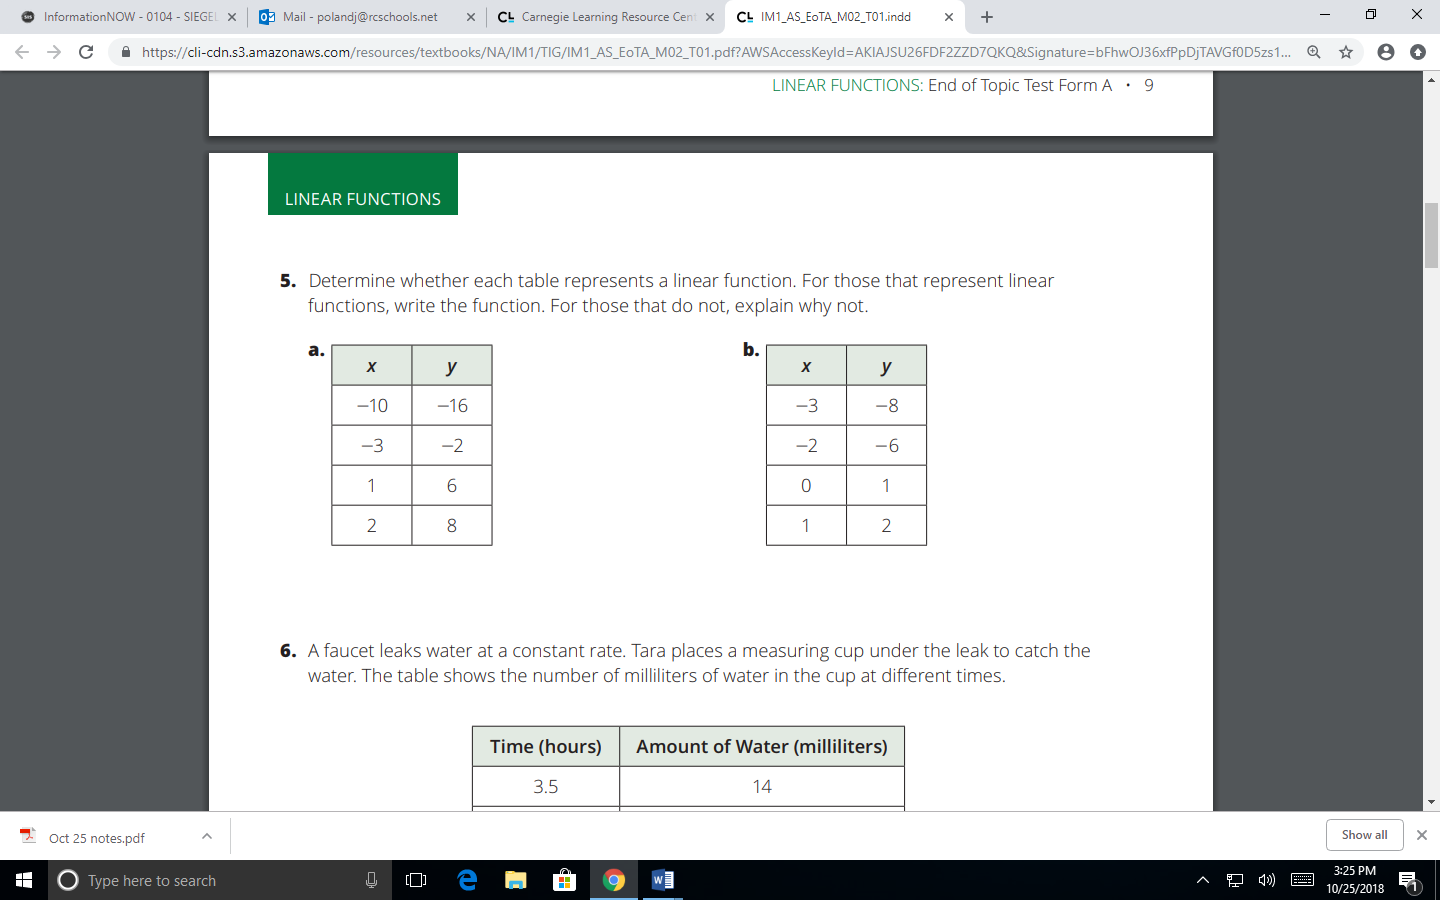 InformationNOW - 0104 - SIEGEL
Mail - polandj@rcschools.net
Carnegie Learning Resource Cent
IM1_AS_EoTA_M02_T01.indd
https://cli-cdn.s3.amazonaws.com/resources/textbooks/NA/IM1/TIG/IM1_AS_EoTA_M02_T01.pdf?AWSAccessKeyId=AKIAJSU26FDF2ZZD7QKQ&Signature=bFhwOJ36xfPpDjTAVGf0D5zs1...
LINEAR FUNCTIONS: End of Topic Test Form A • 9
LINEAR FUNCTIONS
5. Determine whether each table represents a linear function. For those that represent linear
functions, write the function. For those that do not, explain why not.
a.
x y
−10 −16
−3 −2
1 6
2 8
b.
x y
−3 −8
−2 −6
0 1
1 2
6. A faucet leaks water at a constant rate. Tara places a measuring cup under the leak to catch the
water. The table shows the number of milliliters of water in the cup at different times.
Time (hours) Amount of Water (milliliters)
3.5 14
Oct 25 notes.pdf
Show all
Type here to search
3:25 PM
10/25/2018
1